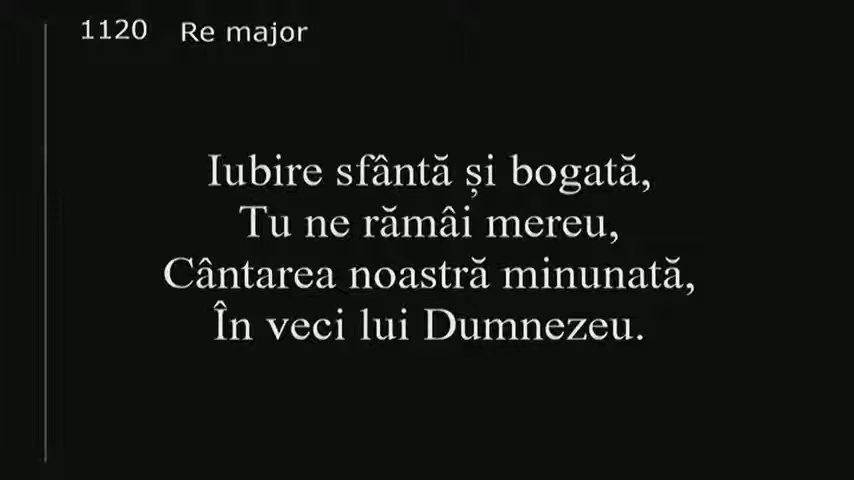 1120 Re major
Iubire sfântă și bogată,
Tu ne rămâi mereu,
Cântarea noastră minunată,
În veci lui Dumnezeu.